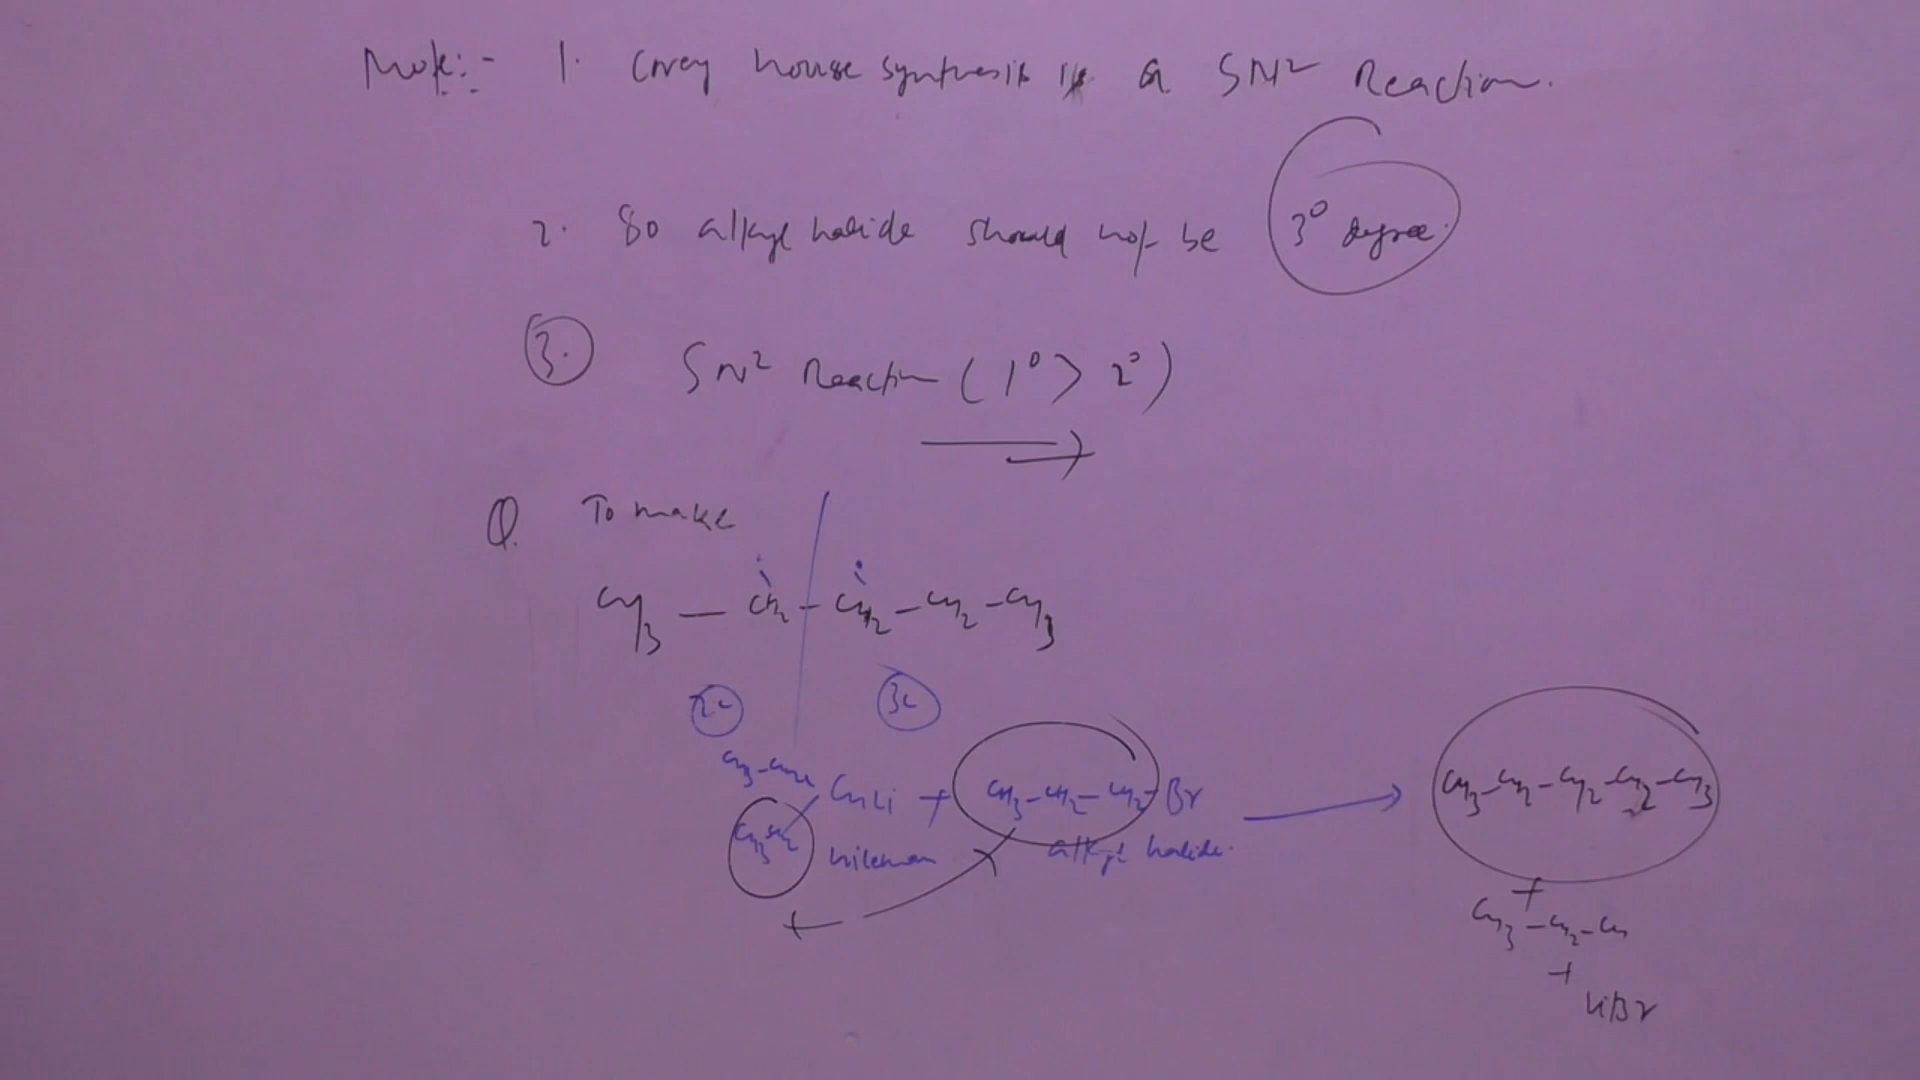 Note:- 1. Corey house synthesis is a SN² Reaction.
2. So alkyl halide should not be 3° degree.
3. SN² Reaction (1° > 2°)
Q. To make
CH3 — CH2 - CH2 - CH2 - CH3
2C 3C
CH3-CH2
CuLi + CH3-CH2-CH2-Br → CH3-CH2-CH2-CH2-CH3
CH3CH2
alkyl halide.
+
CH3-CH2-Cu
+
LiBr